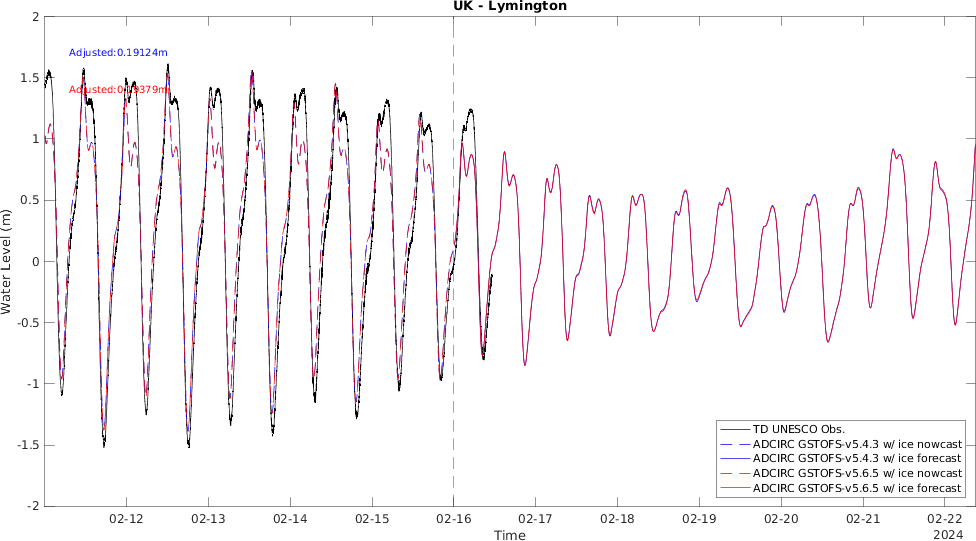 UK - Lymington
2
1.5
1
0.5
0
-0.5
-1
-1.5
-2
Water Level (m)
Adjusted:0.19124m
Adjusted:0.19379m
TD UNESCO Obs.
ADCIRC GSTOFS-v5.4.3 w/ ice nowcast
ADCIRC GSTOFS-v5.4.3 w/ ice forecast
ADCIRC GSTOFS-v5.6.5 w/ ice nowcast
ADCIRC GSTOFS-v5.6.5 w/ ice forecast
02-12 02-13 02-14 02-15 02-16 02-17 02-18 02-19 02-20 02-21 02-22
Time
2024